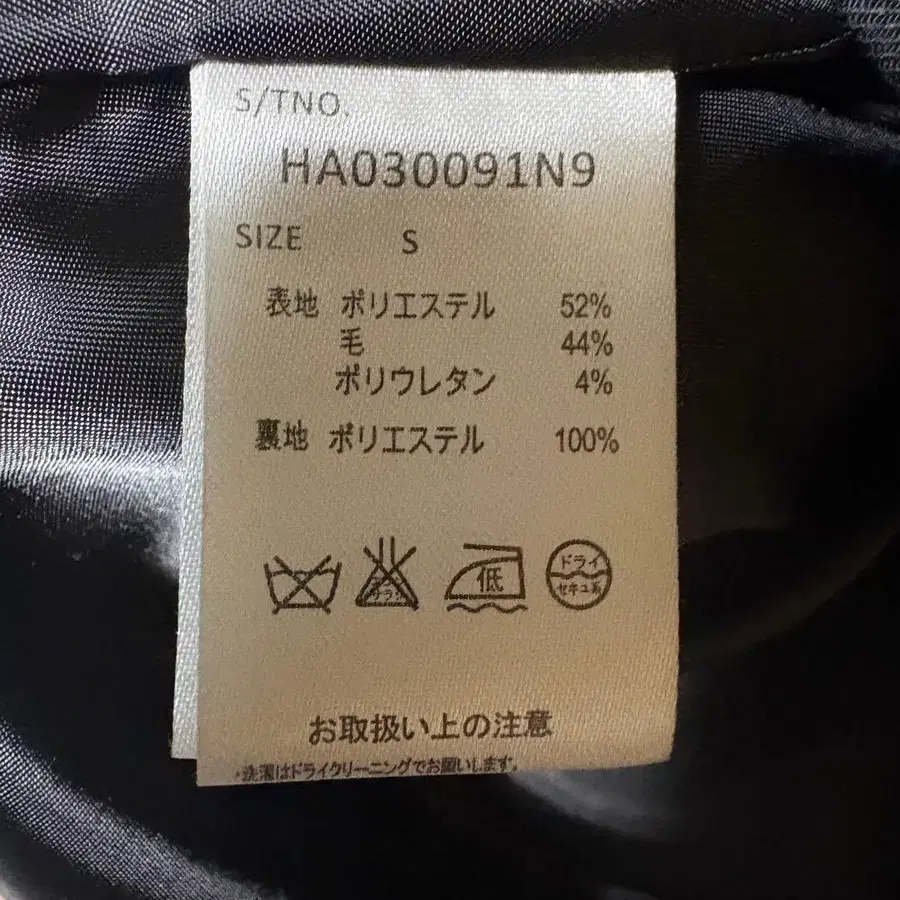 S/TNO.
HA030091N9
SIZE S
表地 ポリエステル 52%
毛 44%
ポリウレタン 4%
裏地 ポリエステル 100%
低
ドライ
セキユ系
お取扱い上の注意
・洗濯はドライクリーニングでお願いします。